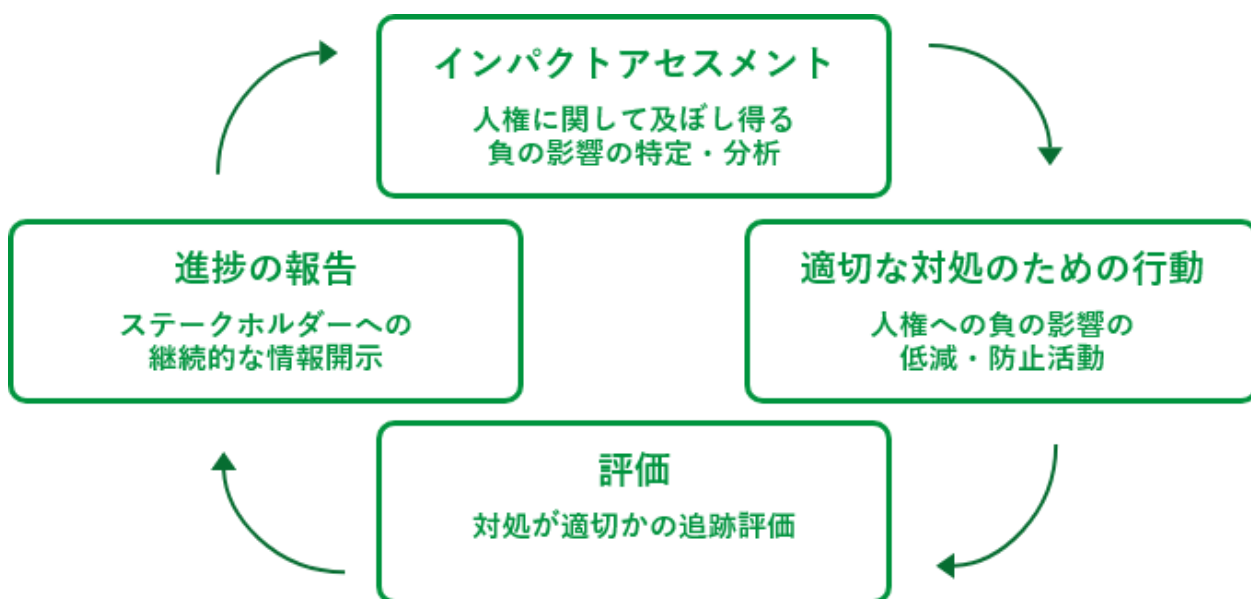 インパクトアセスメント
人権に関して及ぼし得る
負の影響の特定・分析
適切な対処のための行動
人権への負の影響の
低減・防止活動
評価
対処が適切かの追跡評価
進捗の報告
ステークホルダーへの
継続的な情報開示